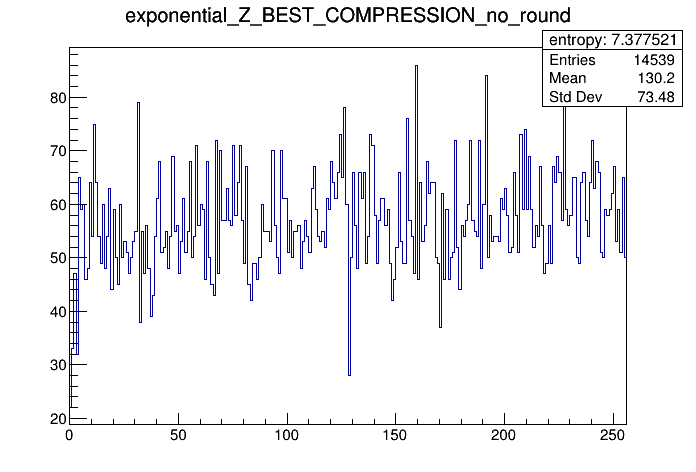 exponential_Z_BEST_COMPRESSION_no_round
entropy: 7.377521
Entries 14539
Mean 130.2
Std Dev 73.48
80
70
60
50
40
30
20
0 50 100 150 200 250